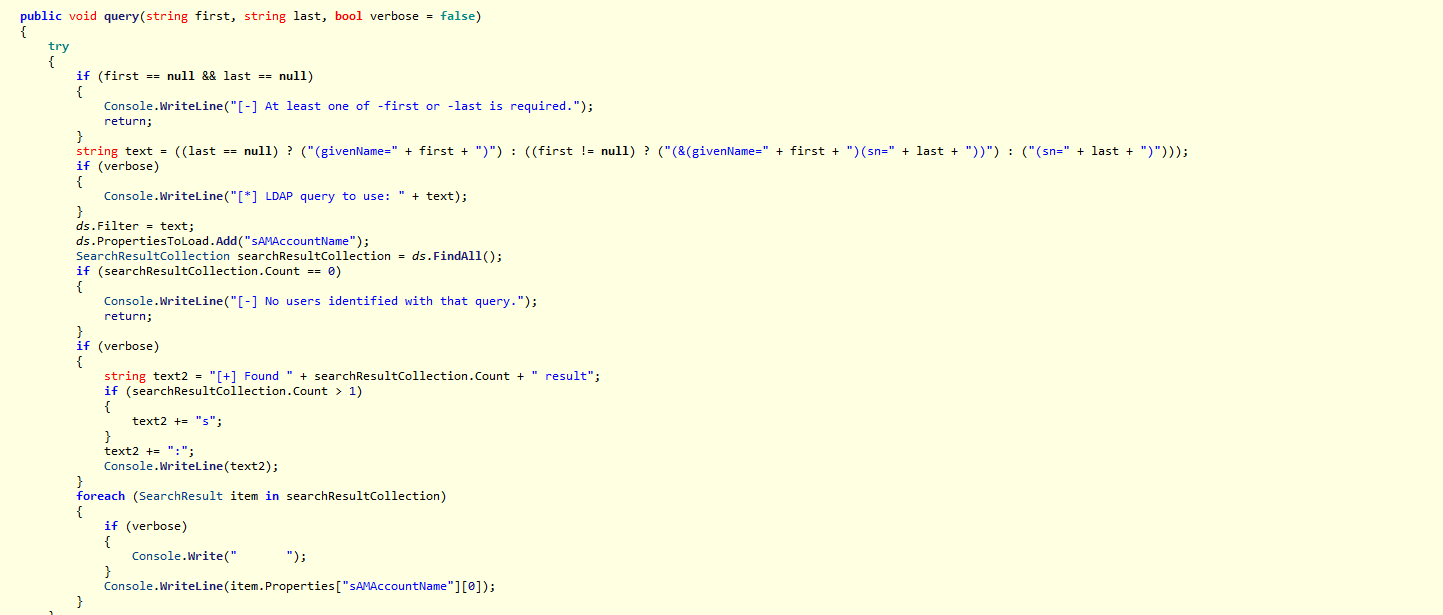 public void query(string first, string last, bool verbose = false)
{
    try
    {
        if (first == null && last == null)
        {
            Console.WriteLine("[-] At least one of -first or -last is required.");
            return;
        }
        string text = ((last == null) ? ("(givenName=" + first + ")") : ((first != null) ? ("(&(givenName=" + first + ")(sn=" + last + "))") : ("(sn=" + last + ")")));
        if (verbose)
        {
            Console.WriteLine("[*] LDAP query to use: " + text);
        }
        ds.Filter = text;
        ds.PropertiesToLoad.Add("sAMAccountName");
        SearchResultCollection searchResultCollection = ds.FindAll();
        if (searchResultCollection.Count == 0)
        {
            Console.WriteLine("[-] No users identified with that query.");
            return;
        }
        if (verbose)
        {
            string text2 = "[+] Found " + searchResultCollection.Count + " result";
            if (searchResultCollection.Count > 1)
            {
                text2 += "s";
            }
            text2 += ":";
            Console.WriteLine(text2);
        }
        foreach (SearchResult item in searchResultCollection)
        {
            if (verbose)
            {
                Console.Write("       ");
            }
            Console.WriteLine(item.Properties["sAMAccountName"][0]);
        }